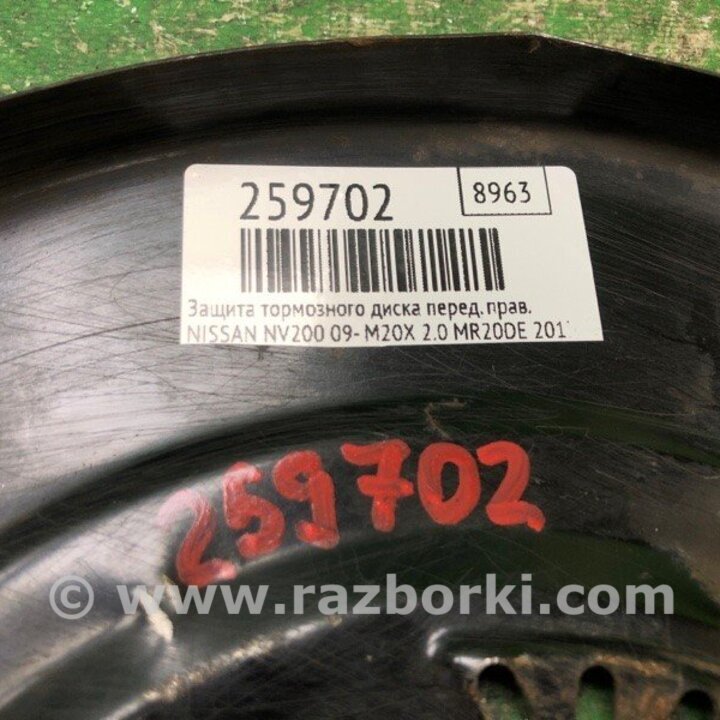 259702
8963
Защита тормозного диска перед.прав.
NISSAN NV200 09- M20X 2.0 MR20DE 201
259702
© www.razborki.com